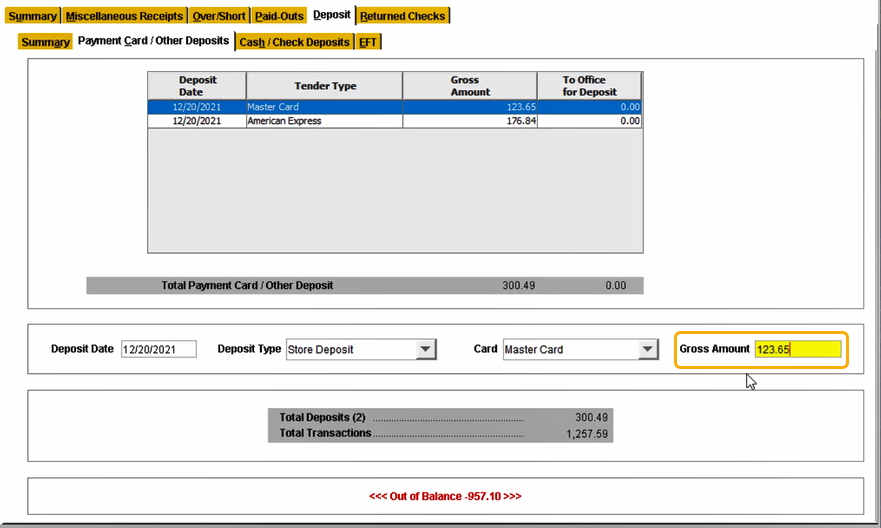 Summary Miscellaneous Receipts Over/Short Paid-Outs Deposit Returned Checks
Summary Payment Card / Other Deposits Cash / Check Deposits EFT
Deposit Date Tender Type Gross Amount To Office for Deposit
12/20/2021 Master Card 123.65 0.00
12/20/2021 American Express 176.84 0.00
Total Payment Card / Other Deposit 300.49 0.00
Deposit Date 12/20/2021 Deposit Type Store Deposit Card Master Card Gross Amount 123.65
Total Deposits (2) ........................................................ 300.49
Total Transactions ........................................................ 1,257.59
<<< Out of Balance -957.10 >>>